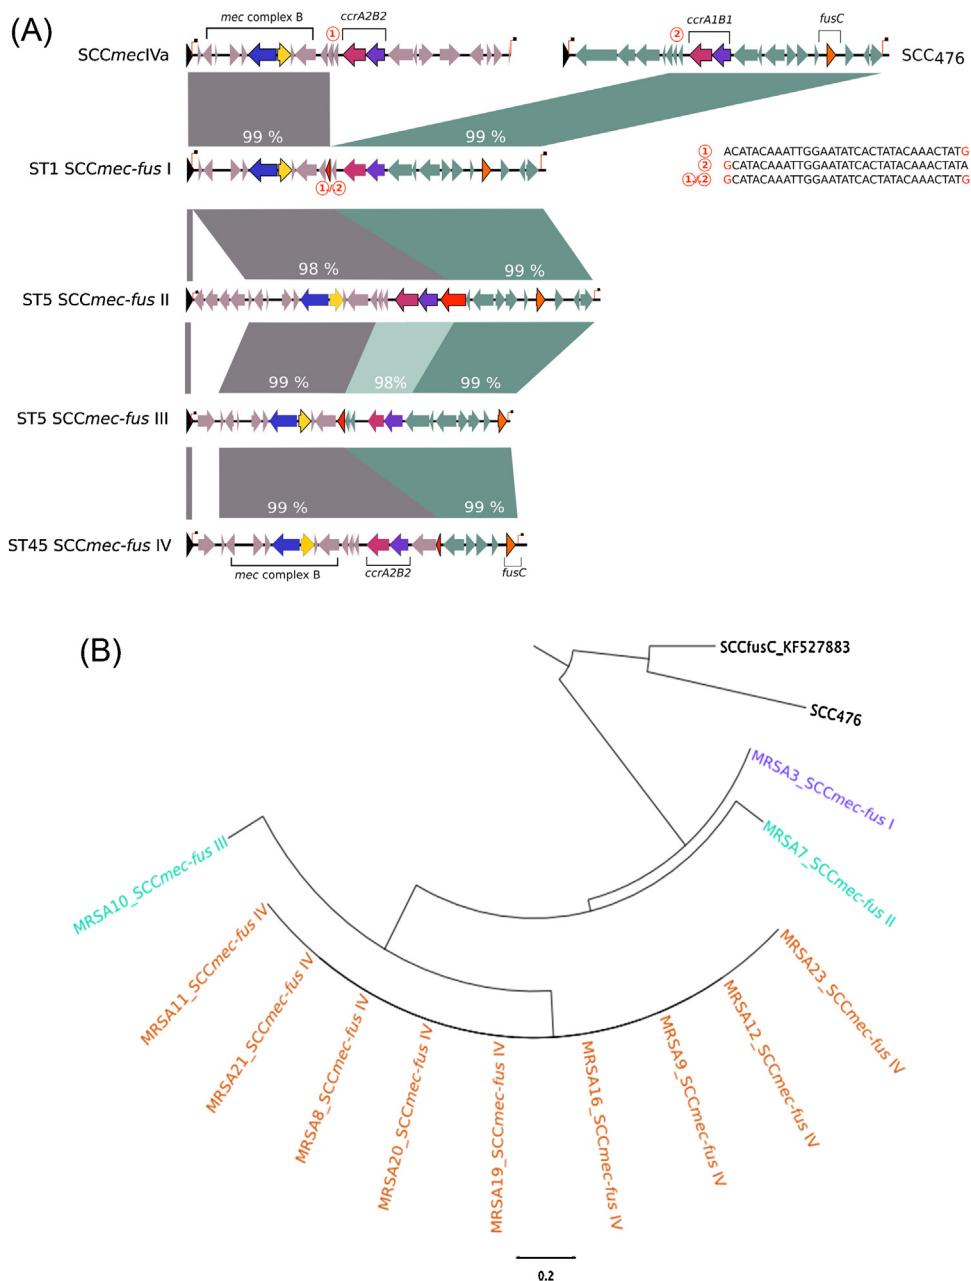 (A)
mec complex B
ccrA2B2
ccrA1B1
fusC
SCCmecIVa
①
②
SCC476
99 %
99 %
ST1 SCCmec-fus I
①/②
① ACATACAAATTGGAATATCACTATACAAACTATG
② GCATACAAATTGGAATATCACTATACAAACTATA
①/② GCATACAAATTGGAATATCACTATACAAACTATG
98 %
99 %
ST5 SCCmec-fus II
99 %
98%
99 %
ST5 SCCmec-fus III
99 %
99 %
ST45 SCCmec-fus IV
mec complex B
ccrA2B2
fusC
(B)
SCCfusC_KF527883
SCC476
MRSA3_SCCmec-fus I
MRSA7_SCCmec-fus II
MRSA10_SCCmec-fus III
MRSA11_SCCmec-fus IV
MRSA21_SCCmec-fus IV
MRSA8_SCCmec-fus IV
MRSA20_SCCmec-fus IV
MRSA19_SCCmec-fus IV
MRSA16_SCCmec-fus IV
MRSA9_SCCmec-fus IV
MRSA12_SCCmec-fus IV
MRSA23_SCCmec-fus IV
0.2